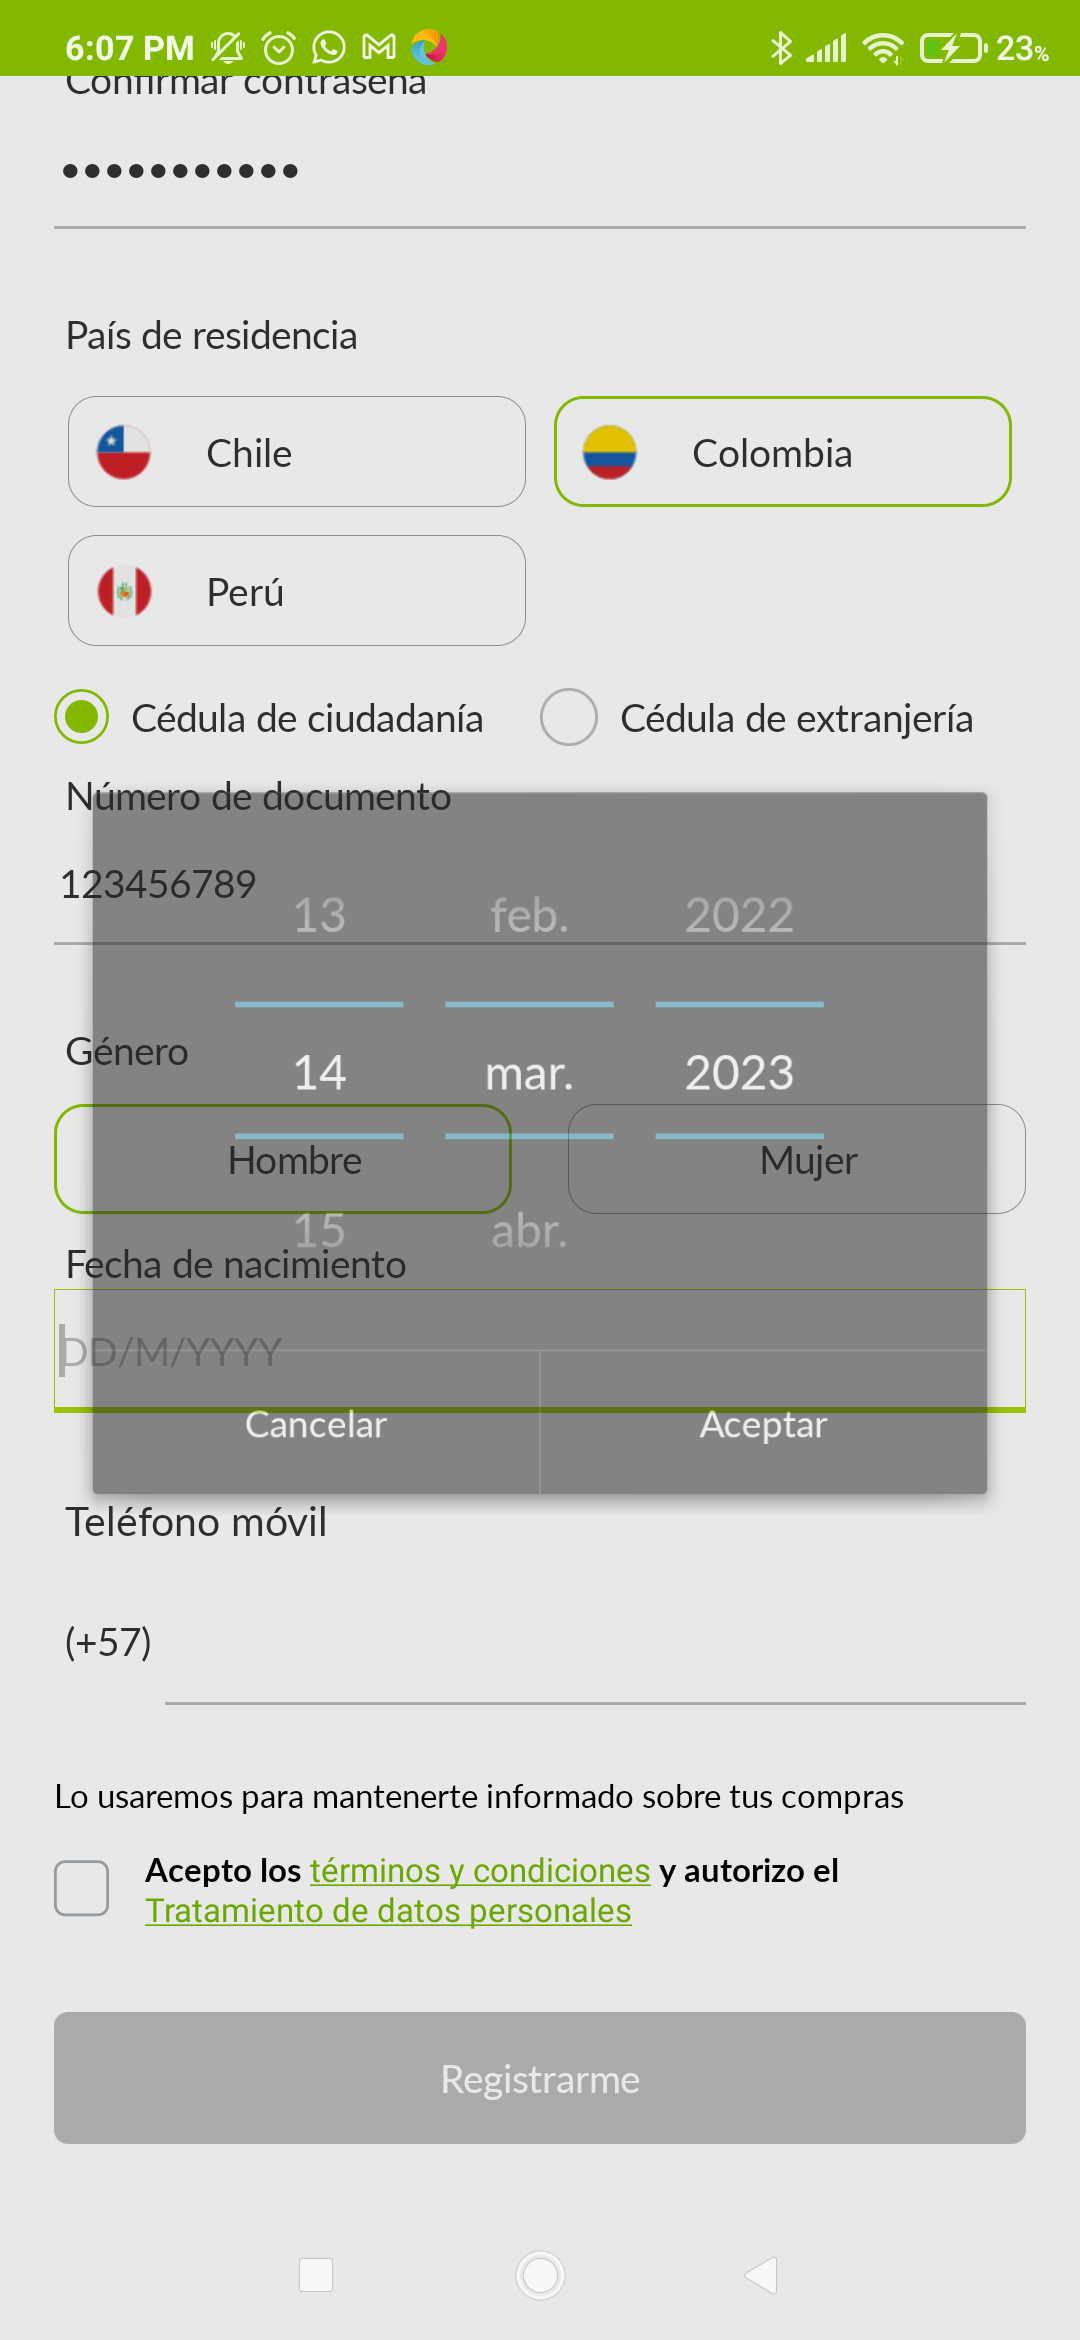 6:07 PM 23%
Confirmar contraseña
•••••••••••
País de residencia
Chile Colombia
Perú
Cédula de ciudadanía Cédula de extranjería
Número de documento
123456789
13 feb. 2022
Género
14 mar. 2023
Hombre Mujer
15 abr.
Fecha de nacimiento
DD/M/YYYY
Cancelar Aceptar
Teléfono móvil
(+57)
Lo usaremos para mantenerte informado sobre tus compras
Acepto los términos y condiciones y autorizo el
Tratamiento de datos personales
Registrarme